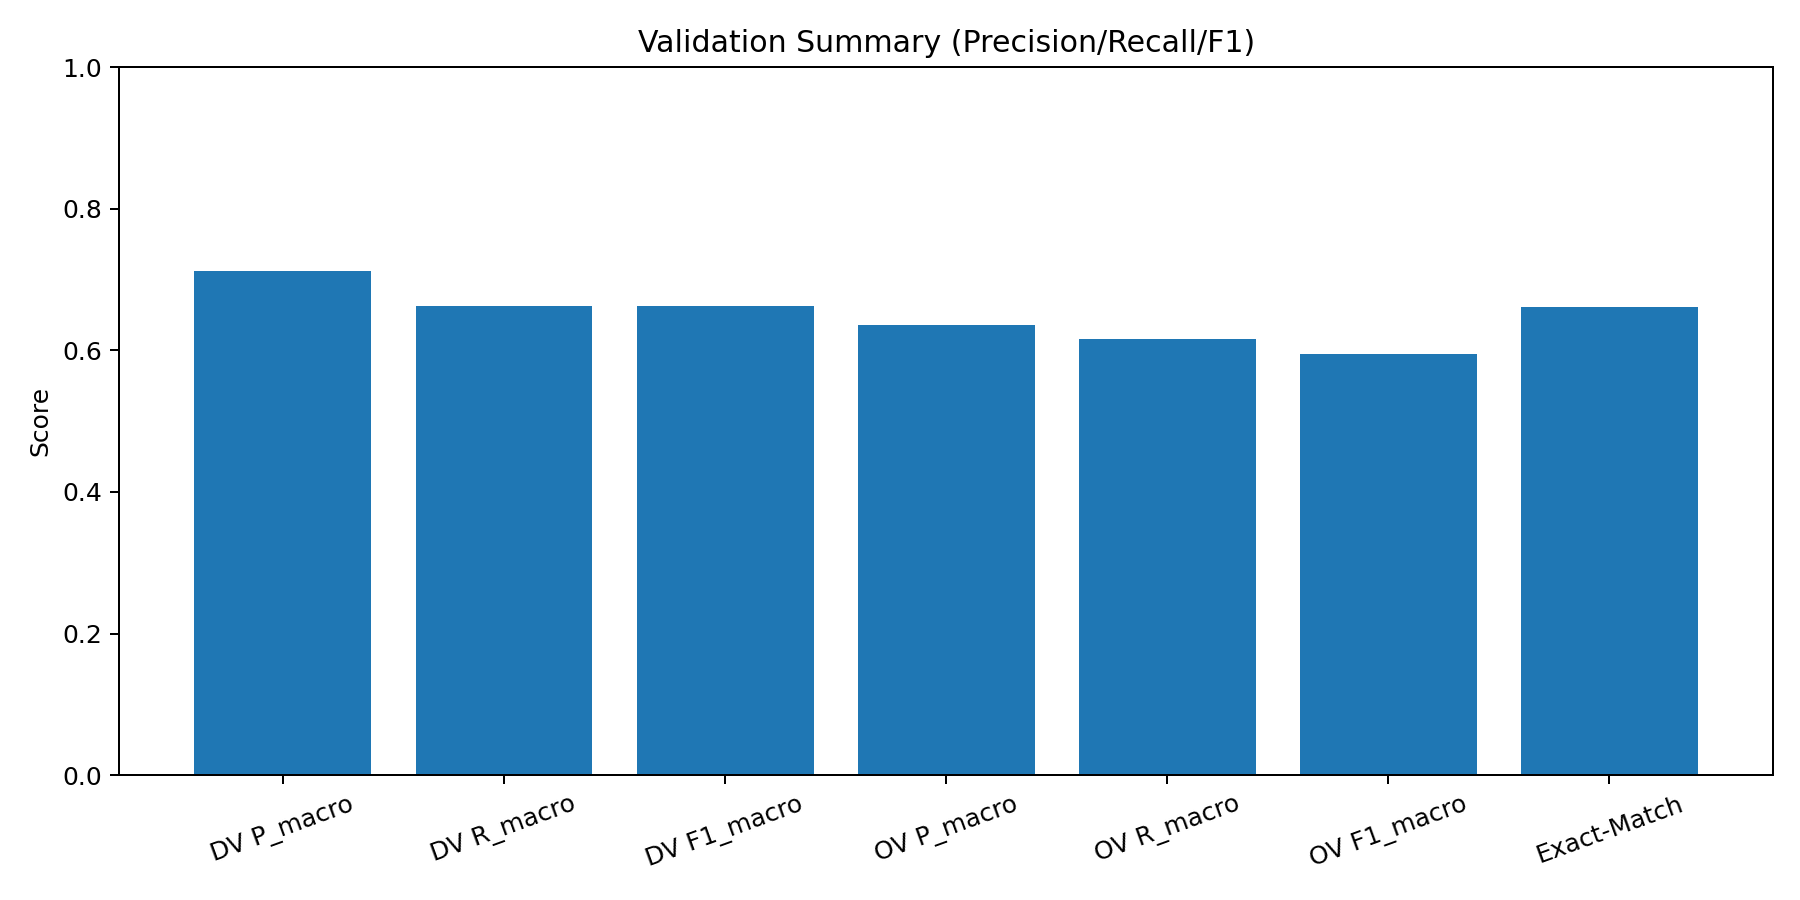 Validation Summary (Precision/Recall/F1)
1.0
0.8
0.6
0.4
0.2
0.0
Score
DV P_macro
DV R_macro
DV F1_macro
OV P_macro
OV R_macro
OV F1_macro
Exact-Match